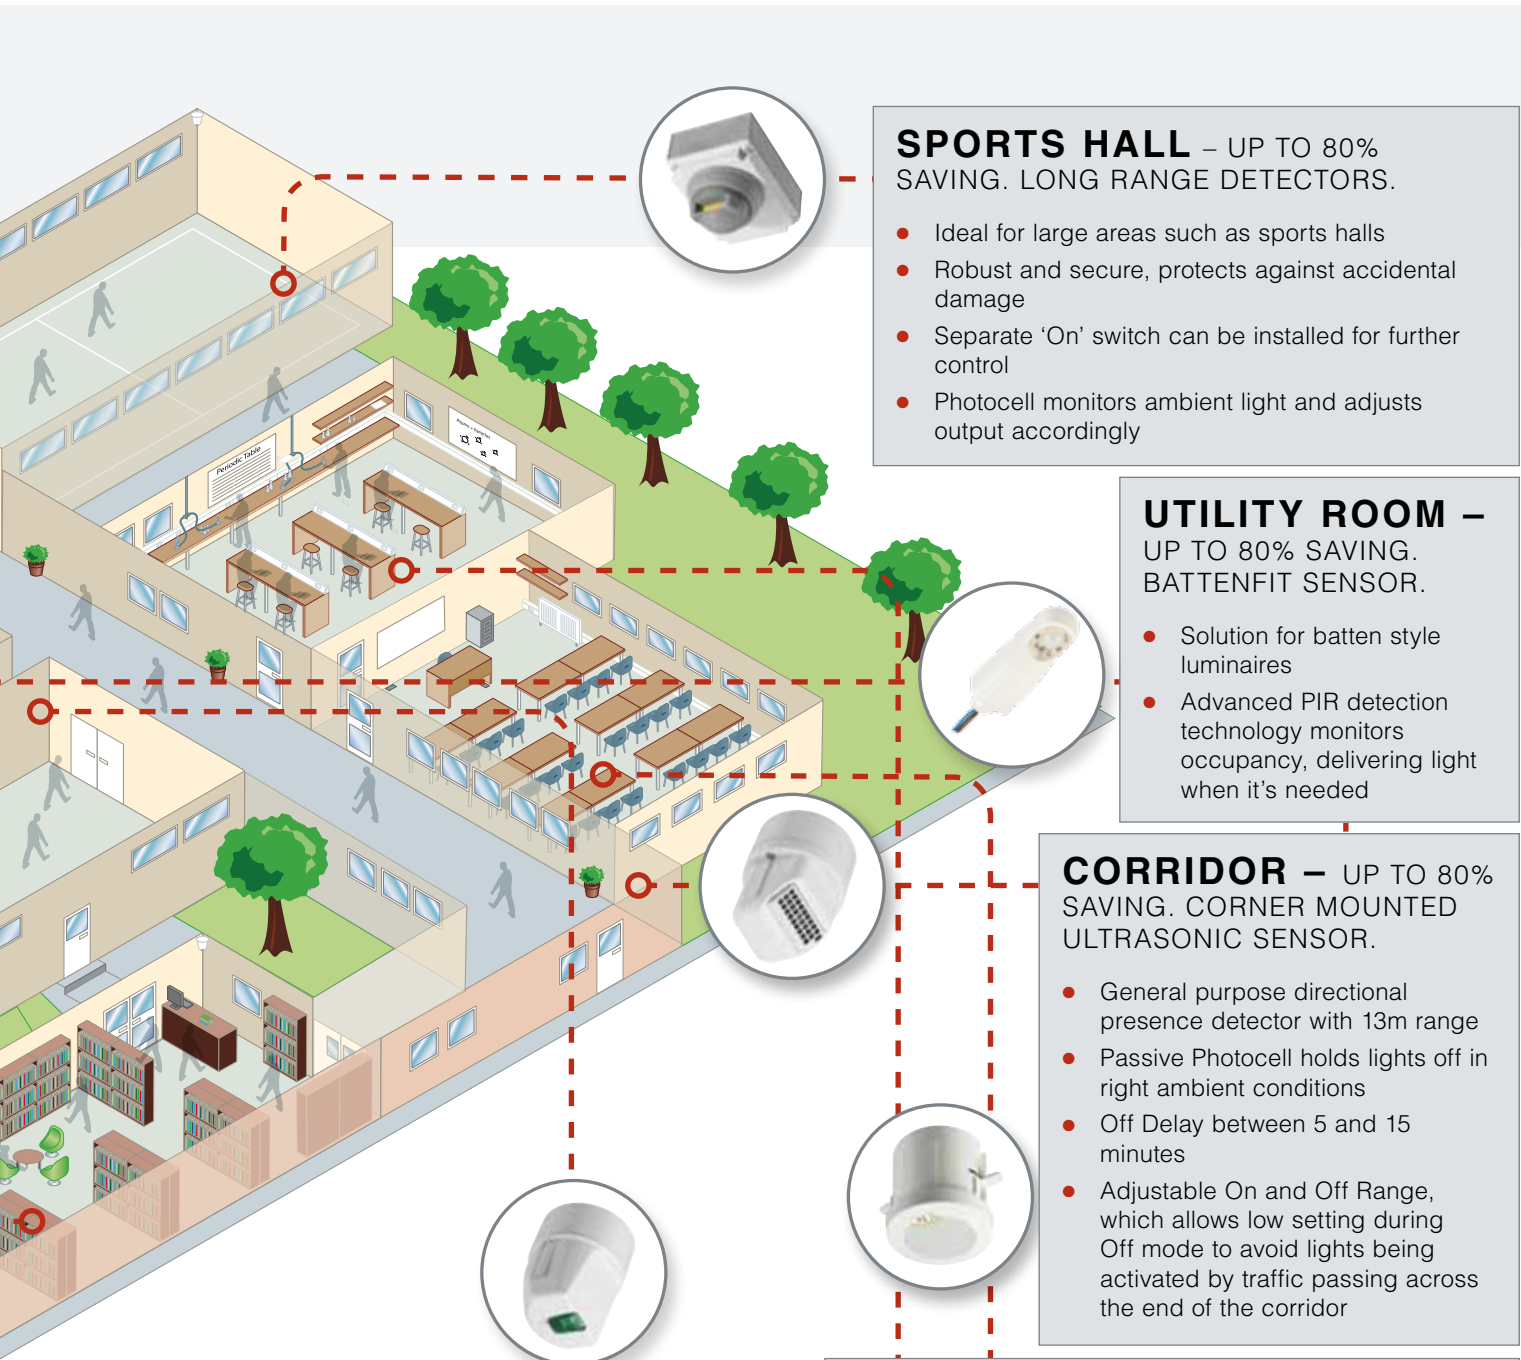 SPORTS HALL – UP TO 80%
SAVING. LONG RANGE DETECTORS.
• Ideal for large areas such as sports halls
• Robust and secure, protects against accidental
damage
• Separate ‘On’ switch can be installed for further
control
• Photocell monitors ambient light and adjusts
output accordingly
Periodic Table
UTILITY ROOM –
UP TO 80% SAVING.
BATTENFIT SENSOR.
• Solution for batten style
luminaires
• Advanced PIR detection
technology monitors
occupancy, delivering light
when it’s needed
CORRIDOR – UP TO 80%
SAVING. CORNER MOUNTED
ULTRASONIC SENSOR.
• General purpose directional
presence detector with 13m range
• Passive Photocell holds lights off in
right ambient conditions
• Off Delay between 5 and 15
minutes
• Adjustable On and Off Range,
which allows low setting during
Off mode to avoid lights being
activated by traffic passing across
the end of the corridor